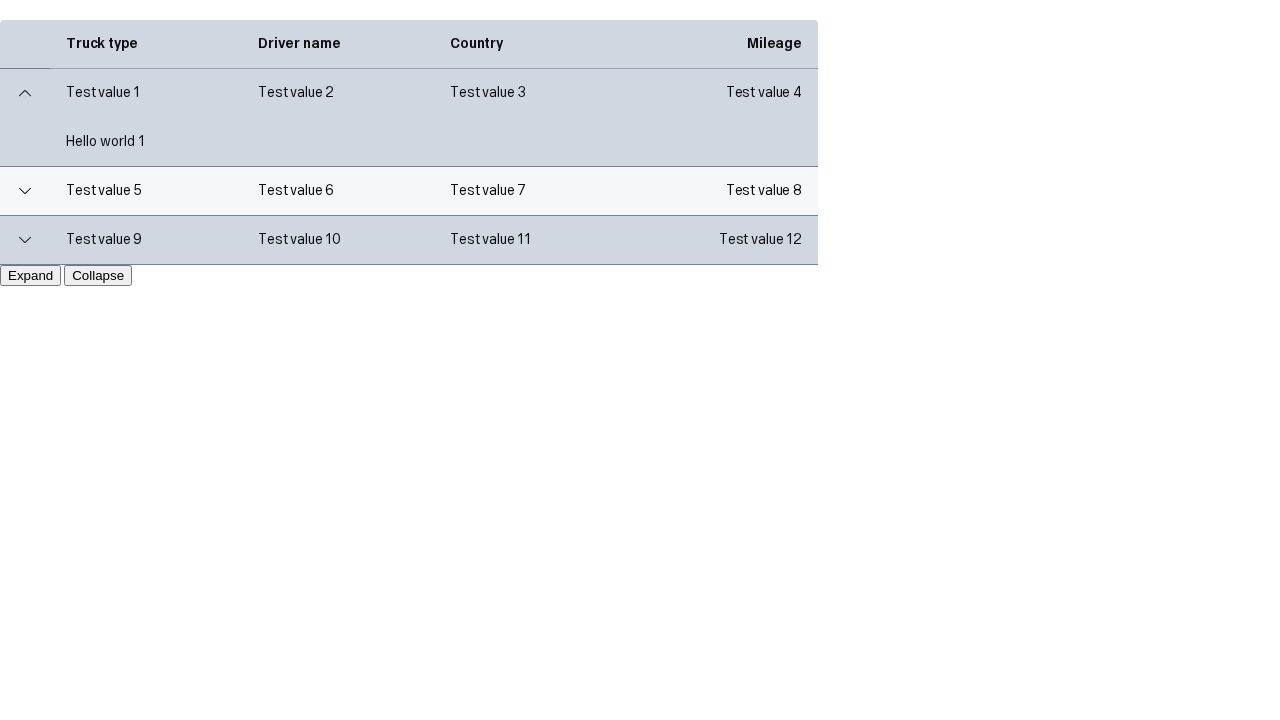 Truck type Driver name Country Mileage
Test value 1 Test value 2 Test value 3 Test value 4
Hello world 1
Test value 5 Test value 6 Test value 7 Test value 8
Test value 9 Test value 10 Test value 11 Test value 12
Expand Collapse